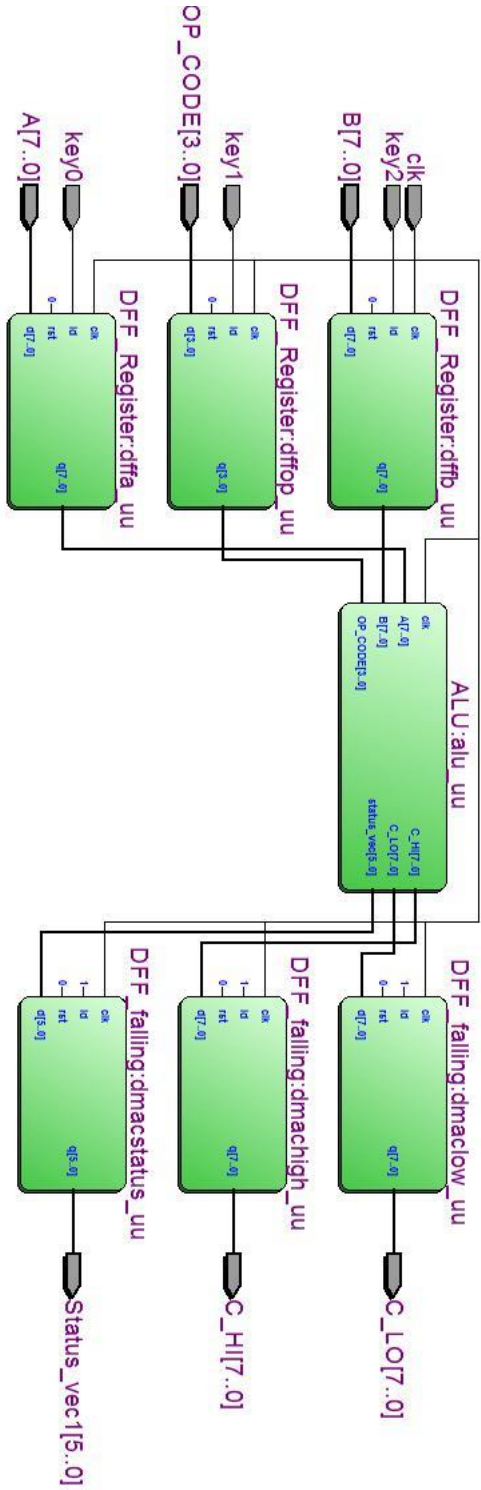 clk
key2
B[7..0]
DFF_Register:dffb_uu
clk
ld
0
rst
d[7..0]
q[7..0]
key1
OP_CODE[3..0]
DFF_Register:dffop_uu
clk
ld
0
rst
d[3..0]
q[3..0]
key0
A[7..0]
DFF_Register:dffa_uu
clk
ld
0
rst
d[7..0]
q[7..0]
ALU:alu_uu
clk
A[7..0]
B[7..0]
OP_CODE[3..0]
C_HI[7..0]
C_LO[7..0]
status_vec[5..0]
DFF_falling:dmaclow_uu
clk
1
ld
0
rst
d[7..0]
q[7..0]
C_LO[7..0]
DFF_falling:dmachigh_uu
clk
1
ld
0
rst
d[7..0]
q[7..0]
C_HI[7..0]
DFF_falling:dmacstatus_uu
clk
1
ld
0
rst
d[5..0]
q[5..0]
Status_vec1[5..0]